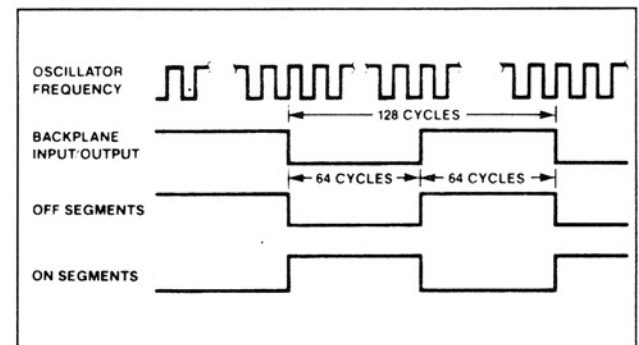 OSCILLATOR
FREQUENCY
128 CYCLES
BACKPLANE
INPUT/OUTPUT
64 CYCLES
64 CYCLES
OFF SEGMENTS
ON SEGMENTS